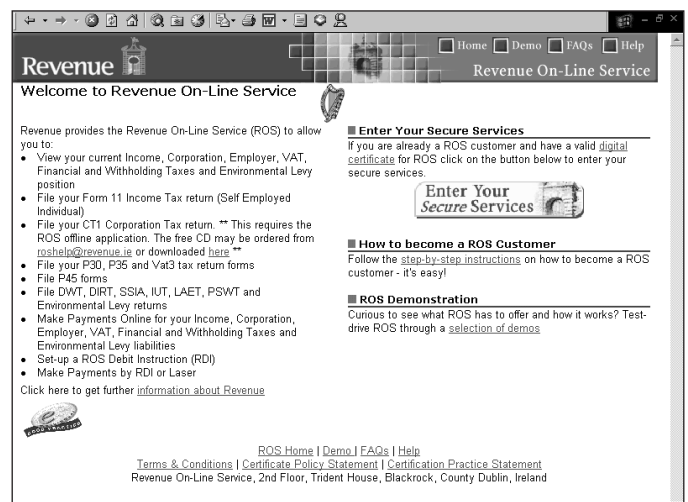 Home Demo FAQs Help
Revenue
Revenue On-Line Service
Welcome to Revenue On-Line Service
Revenue provides the Revenue On-Line Service (ROS) to allow
you to:
• View your current Income, Corporation, Employer, VAT,
Financial and Withholding Taxes and Environmental Levy
position
• File your Form 11 Income Tax return (Self Employed
Individual)
• File your CT1 Corporation Tax return. ** This requires the
ROS offline application. The free CD may be ordered from
roshelp@revenue.ie or downloaded here **
• File your P30, P35 and Vat3 tax return forms
• File P45 forms
• File DWT, DIRT, SSIA, IUT, LAET, PSWT and
Environmental Levy returns
• Make Payments Online for your Income, Corporation,
Employer, VAT, Financial and Withholding Taxes and
Environmental Levy liabilities
• Set-up a ROS Debit Instruction (RDI)
• Make Payments by RDI or Laser
Click here to get further information about Revenue
Enter Your Secure Services
If you are already a ROS customer and have a valid digital
certificate for ROS click on the button below to enter your
secure services.
Enter Your
Secure Services
How to become a ROS Customer
Follow the step-by-step instructions on how to become a ROS
customer - it's easy!
ROS Demonstration
Curious to see what ROS has to offer and how it works? Test-
drive ROS through a selection of demos
ROS Home | Demo | FAQs | Help
Terms & Conditions | Certificate Policy Statement | Certification Practice Statement
Revenue On-Line Service, 2nd Floor, Trident House, Blackrock, County Dublin, Ireland